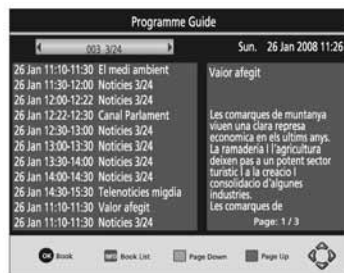 Programme Guide
003 3/24
Sun. 26 Jan 2008 11:26
26 Jan 11:10-11:30 El medi ambient
26 Jan 11:30-12:00 Noticies 3/24
26 Jan 12:00-12:22 Noticies 3/24
26 Jan 12:22-12:30 Canal Parlament
26 Jan 12:30-13:00 Noticies 3/24
26 Jan 13:00-13:30 Noticies 3/24
26 Jan 13:30-14:00 Noticies 3/24
26 Jan 14:00-14:30 Noticies 3/24
26 Jan 14:30-15:30 Telenoticies migdia
26 Jan 11:10-11:30 Valor afegit
26 Jan 11:10-11:30 Noticies 3/24
Vaior afegit
Les comarques de muntanya
viuen una clara represa
economica en els ultims anys.
La ramaderia l l'agricultura
deixen pas a un potent sector
turistic l a la creacio l
consolidacio d'algunes
industries.
Les comarques de
Page: 1 / 3
OK Book
Book List
Page Down
Page Up